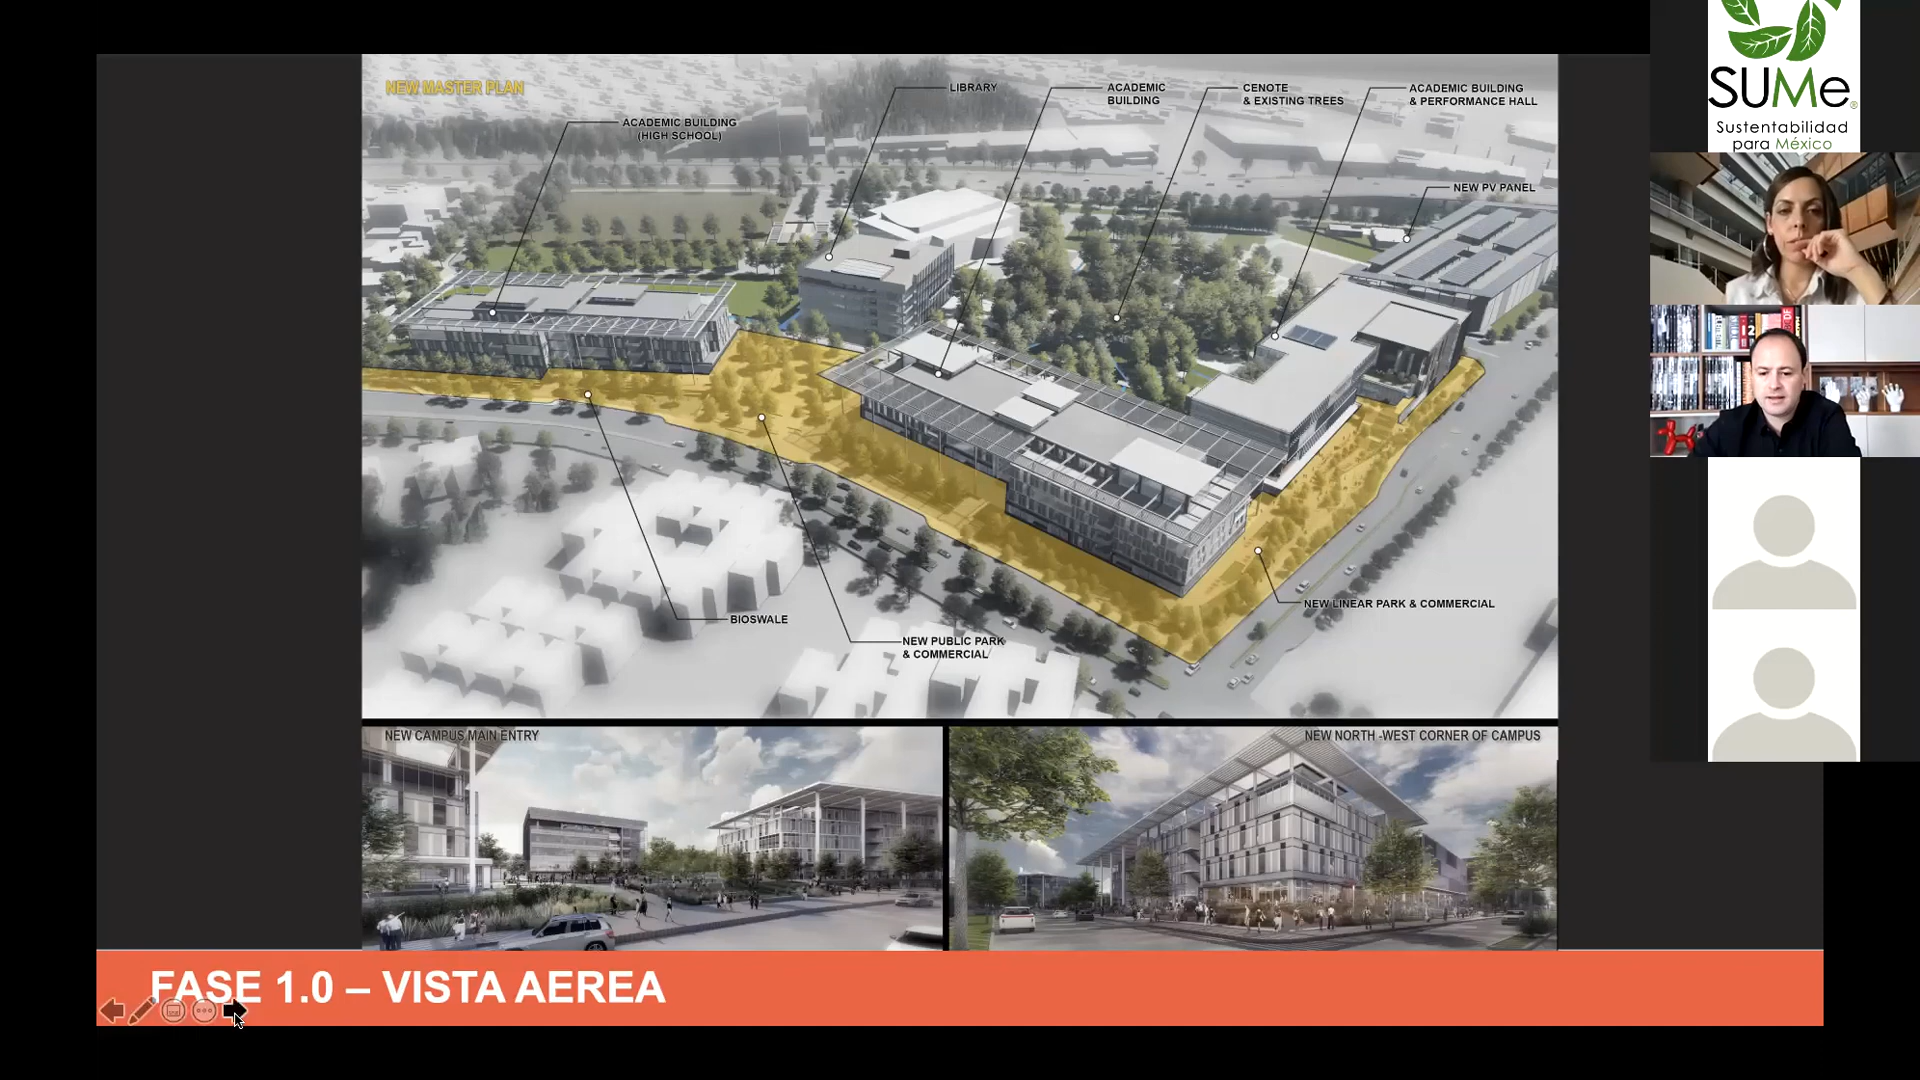 NEW MASTER PLAN
ACADEMIC BUILDING
(HIGH SCHOOL)
LIBRARY
ACADEMIC
BUILDING
CENOTE
& EXISTING TREES
ACADEMIC BUILDING
& PERFORMANCE HALL
NEW PV PANEL
BIOSWALE
NEW PUBLIC PARK
& COMMERCIAL
NEW LINEAR PARK & COMMERCIAL
NEW CAMPUS MAIN ENTRY
NEW NORTH -WEST CORNER OF CAMPUS
FASE 1.0 – VISTA AEREA
SUMe®
Sustentabilidad
para México